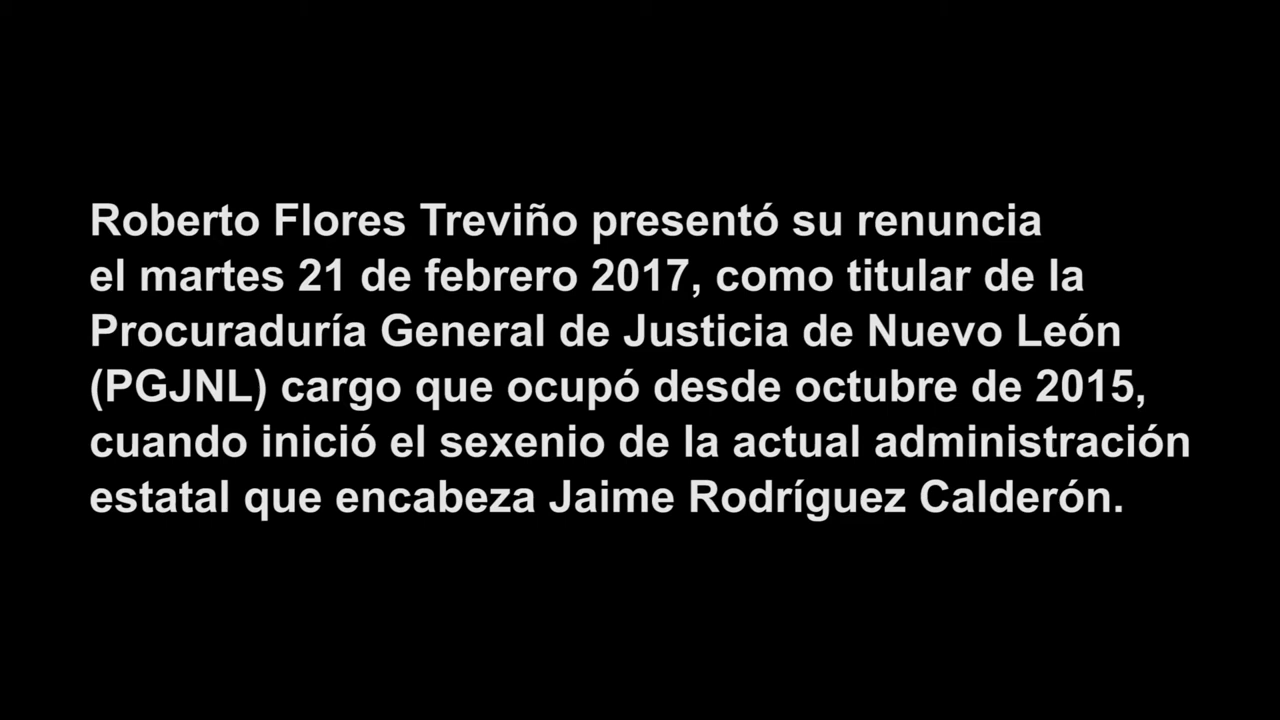 Roberto Flores Treviño presentó su renuncia
el martes 21 de febrero 2017, como titular de la
Procuraduría General de Justicia de Nuevo León
(PGJNL) cargo que ocupó desde octubre de 2015,
cuando inició el sexenio de la actual administración
estatal que encabeza Jaime Rodríguez Calderón.